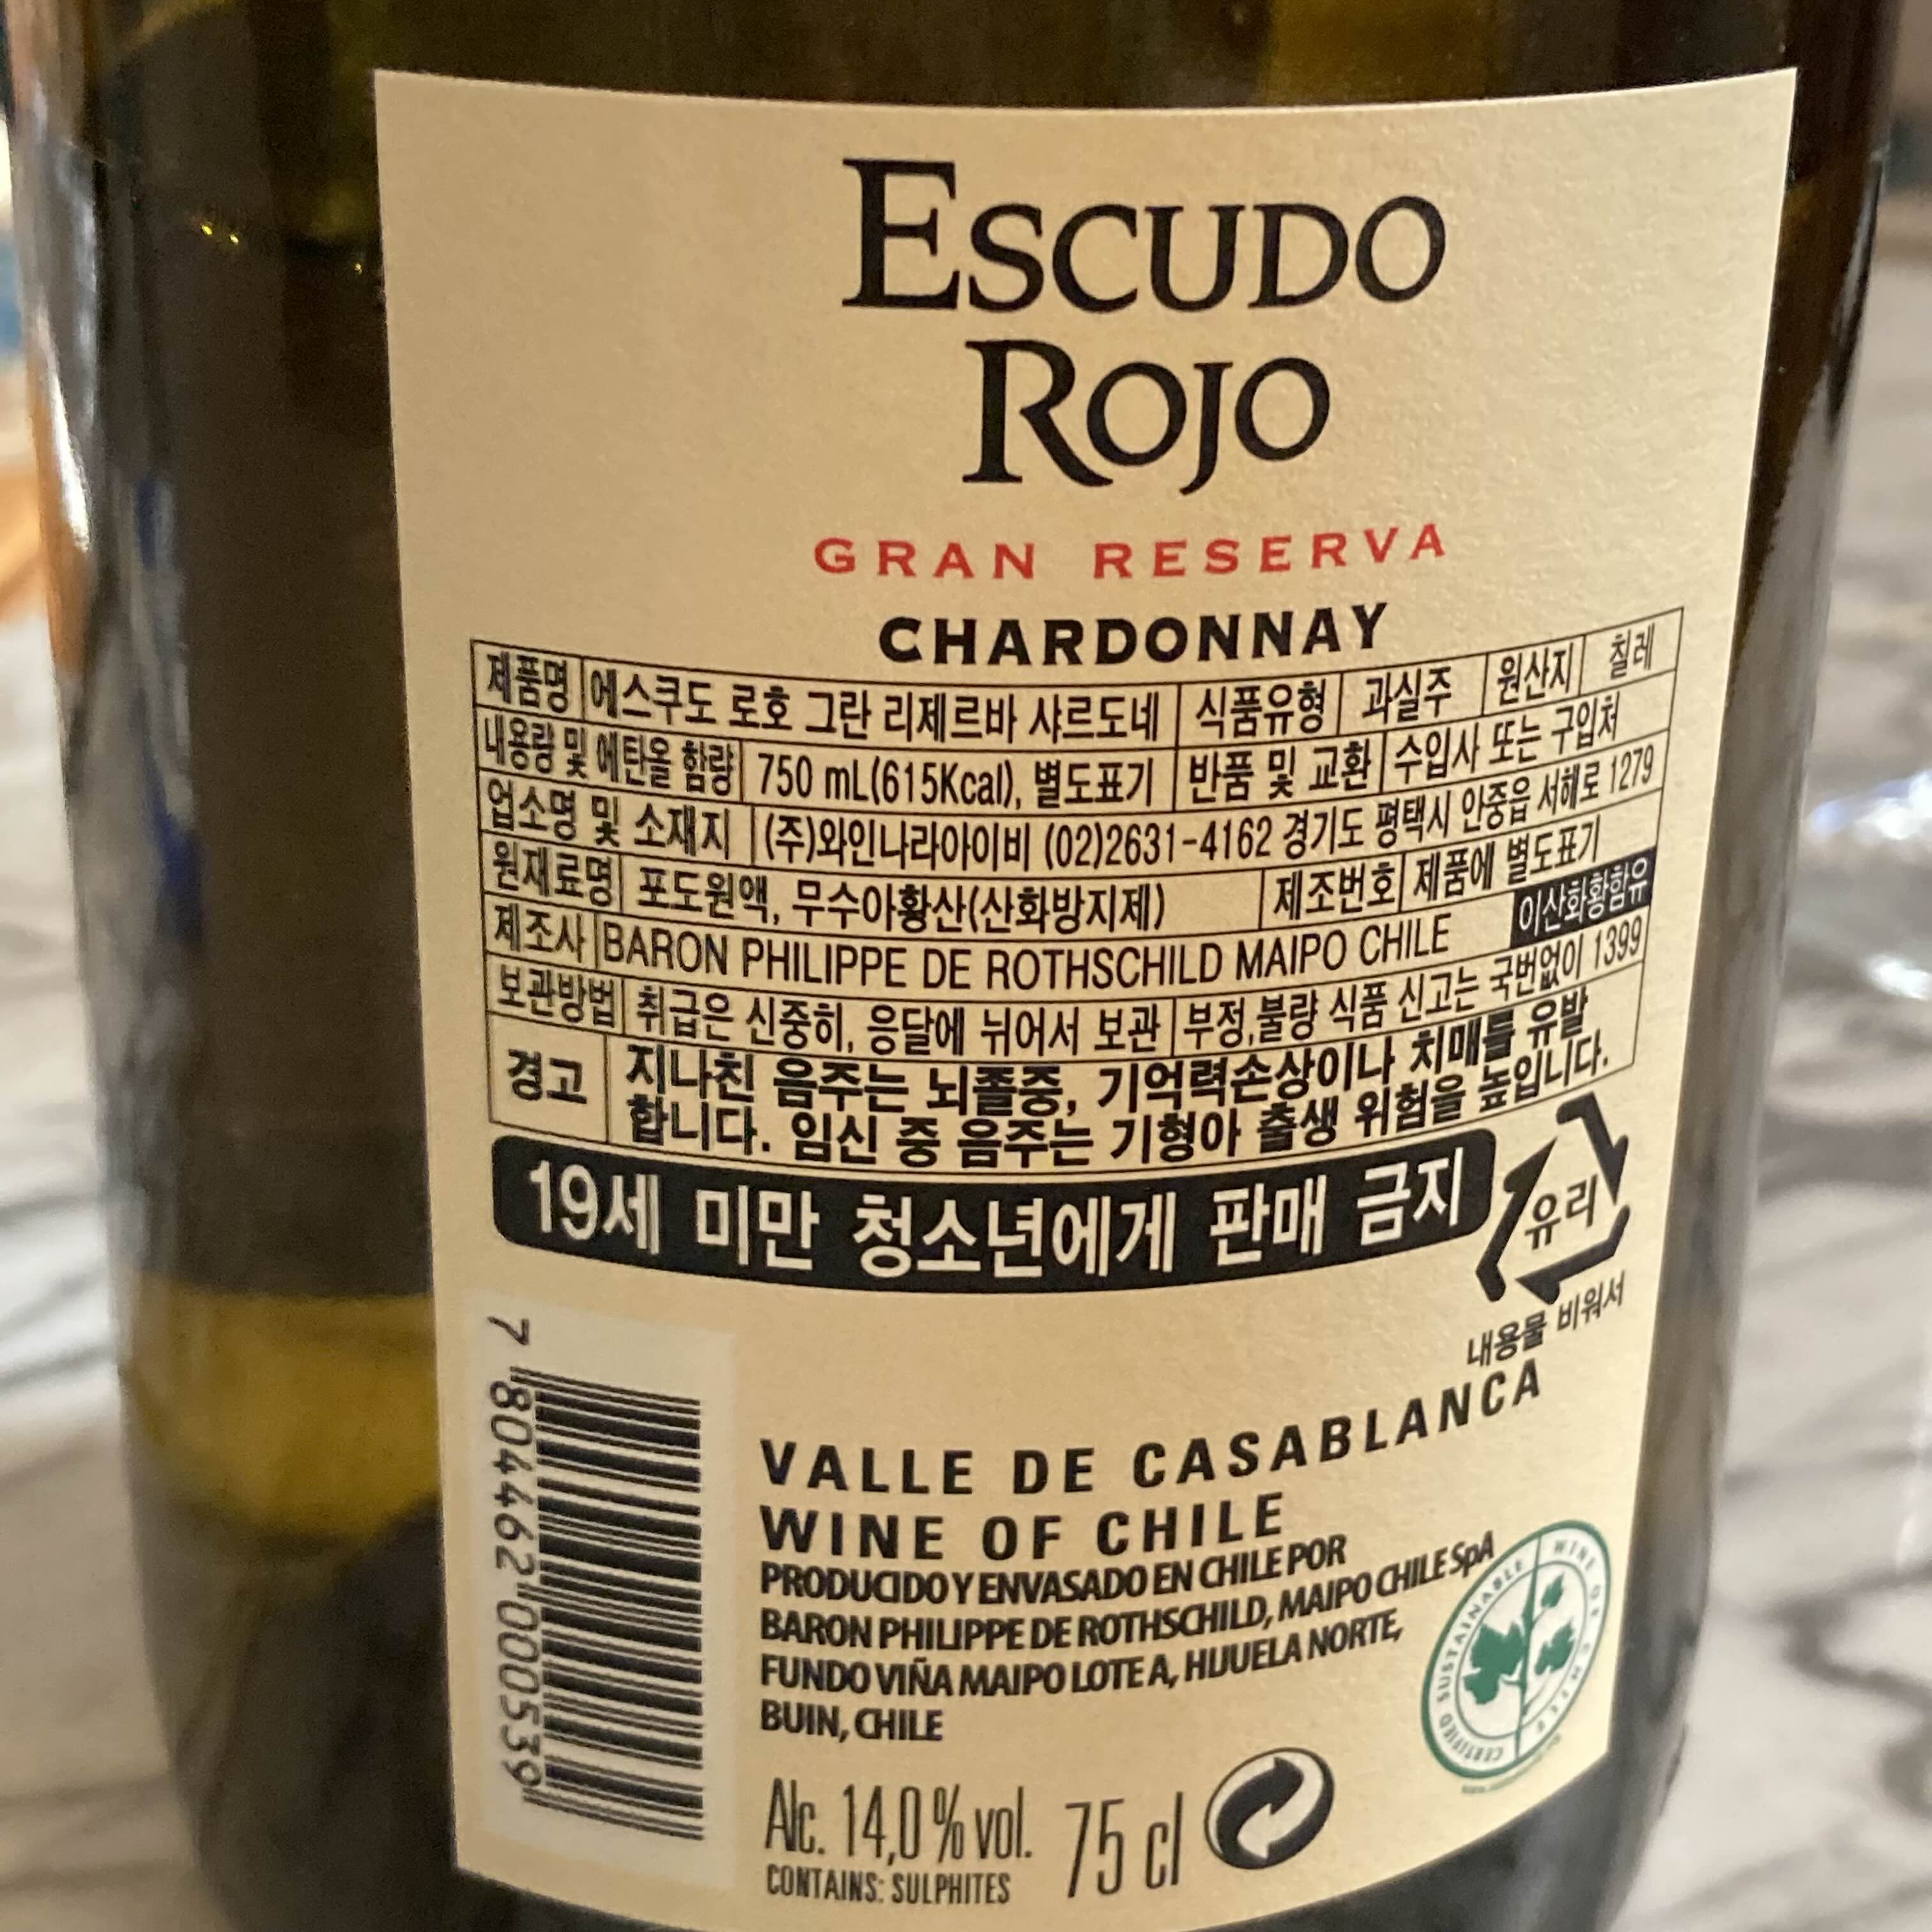 ESCUDO
ROJO
GRAN RESERVA
CHARDONNAY
제품명 에스쿠도 로호 그란 리제르바 샤르도네 식품유형 과실주 원산지 칠레
내용량 및 에탄올 함량 750 mL(615Kcal), 별도표기 반품 및 교환 수입사 또는 구입처
업소명 및 소재지 (주)와인나라아이비 (02)2631-4162 경기도 평택시 안중읍 서해로 1279
원재료명 포도원액, 무수아황산(산화방지제) 제조번호 제품에 별도표기
제조사 BARON PHILIPPE DE ROTHSCHILD MAIPO CHILE 이산화황함유
보관방법 취급은 신중히, 응달에 뉘어서 보관 부정,불량 식품 신고는 국번없이 1399
경고 지나친 음주는 뇌졸중, 기억력손상이나 치매를 유발
합니다. 임신 중 음주는 기형아 출생 위험을 높입니다.
19세 미만 청소년에게 판매 금지
유리
내용물 비워서
7 804462 000539
VALLE DE CASABLANCA
WINE OF CHILE
PRODUCIDO Y ENVASADO EN CHILE POR
BARON PHILIPPE DE ROTHSCHILD, MAIPO CHILE SpA
FUNDO VIÑA MAIPO LOTE A, HIJUELA NORTE,
BUIN, CHILE
CERTIFIED SUSTAINABLE WINE OF CHILE
Alc. 14,0 % vol. 75 cl
CONTAINS: SULPHITES